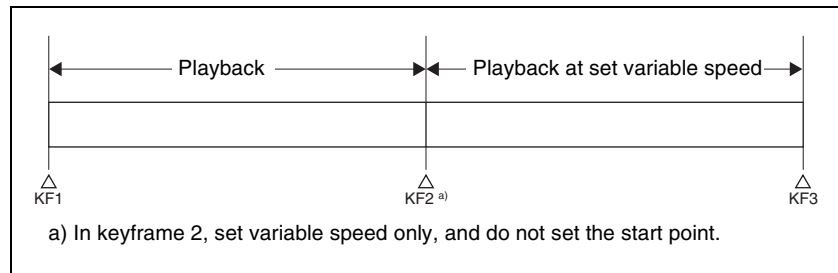 Playback
Playback at set variable speed
KF1
KF2 a)
KF3
a) In keyframe 2, set variable speed only, and do not set the start point.